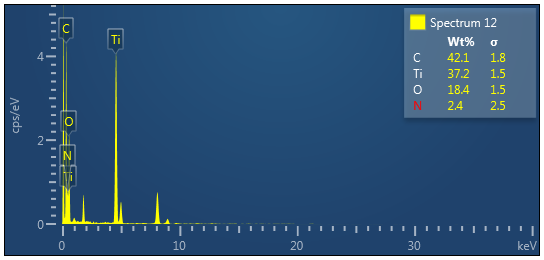 Spectrum 12
Wt% σ
C 42.1 1.8
Ti 37.2 1.5
O 18.4 1.5
N 2.4 2.5
C
Ti
O
N
Ti
cps/eV
4
2
0
0 10 20 30 keV